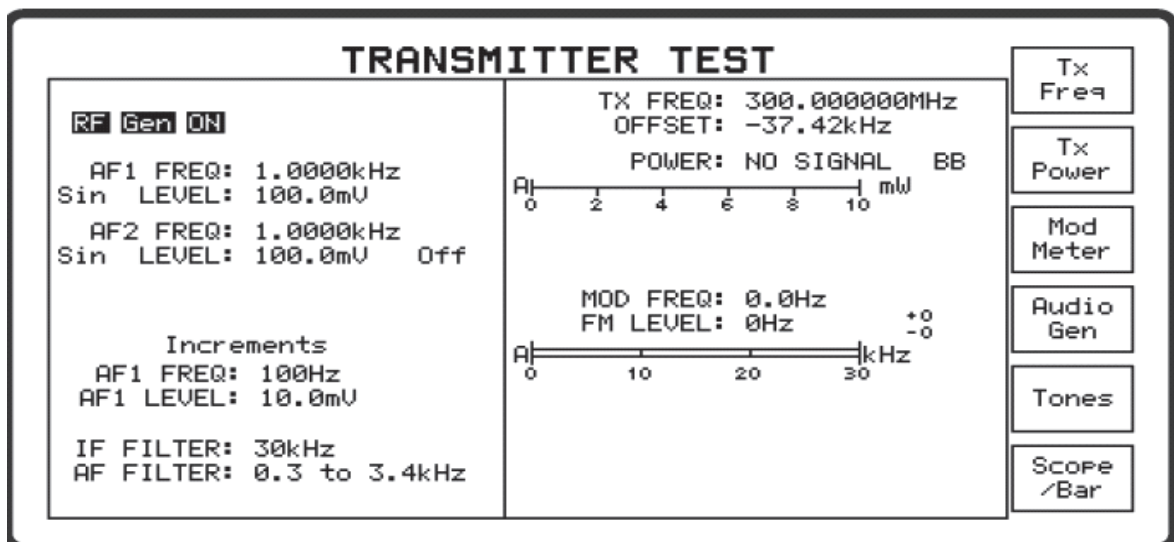 TRANSMITTER TEST
RF Gen ON
AF1 FREQ: 1.0000kHz
Sin LEVEL: 100.0mV
AF2 FREQ: 1.0000kHz
Sin LEVEL: 100.0mV Off
Increments
AF1 FREQ: 100Hz
AF1 LEVEL: 10.0mV
IF FILTER: 30kHz
AF FILTER: 0.3 to 3.4kHz
TX FREQ: 300.000000MHz
OFFSET: -37.42kHz
POWER: NO SIGNAL BB
A mW
0 2 4 6 8 10
MOD FREQ: 0.0Hz
FM LEVEL: 0Hz
+0
-0
A kHz
0 10 20 30
Tx
Freq
Tx
Power
Mod
Meter
Audio
Gen
Tones
Scope
/Bar